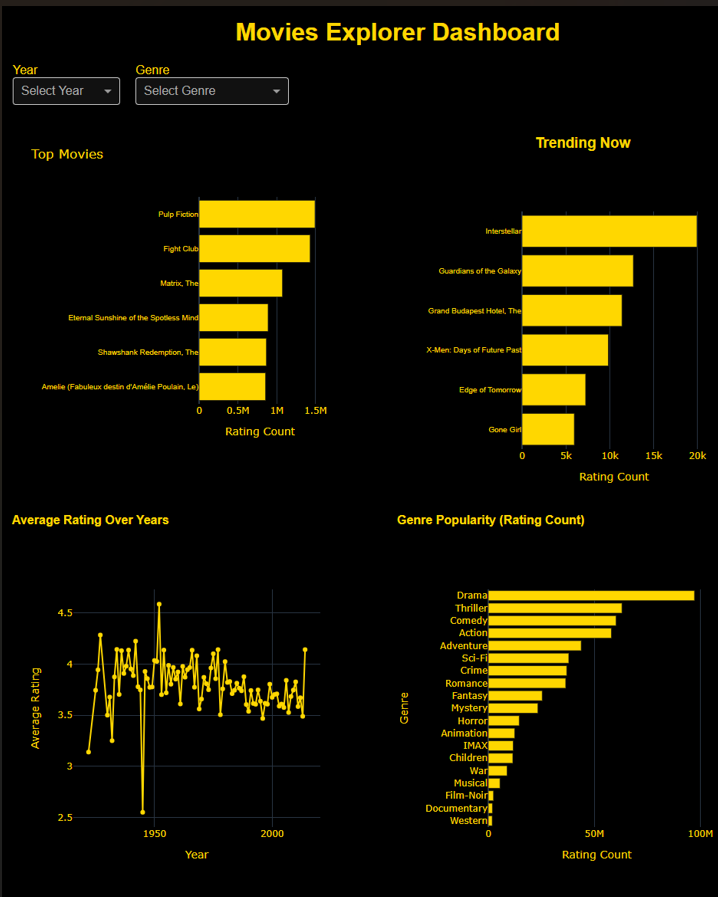 Movies Explorer Dashboard
Year
Genre
Select Year
Select Genre
Top Movies
Pulp Fiction
Fight Club
Matrix, The
Eternal Sunshine of the Spotless Mind
Shawshank Redemption, The
Amelie (Fabuleux destin d'Amélie Poulain, Le)
0 0.5M 1M 1.5M
Rating Count
Trending Now
Interstellar
Guardians of the Galaxy
Grand Budapest Hotel, The
X-Men: Days of Future Past
Edge of Tomorrow
Gone Girl
0 5k 10k 15k 20k
Rating Count
Average Rating Over Years
4.5
4
3.5
3
2.5
Average Rating
1950 2000
Year
Genre Popularity (Rating Count)
Drama
Thriller
Comedy
Action
Adventure
Sci-Fi
Crime
Romance
Fantasy
Mystery
Horror
Animation
IMAX
Children
War
Musical
Film-Noir
Documentary
Western
Genre
0 50M 100M
Rating Count